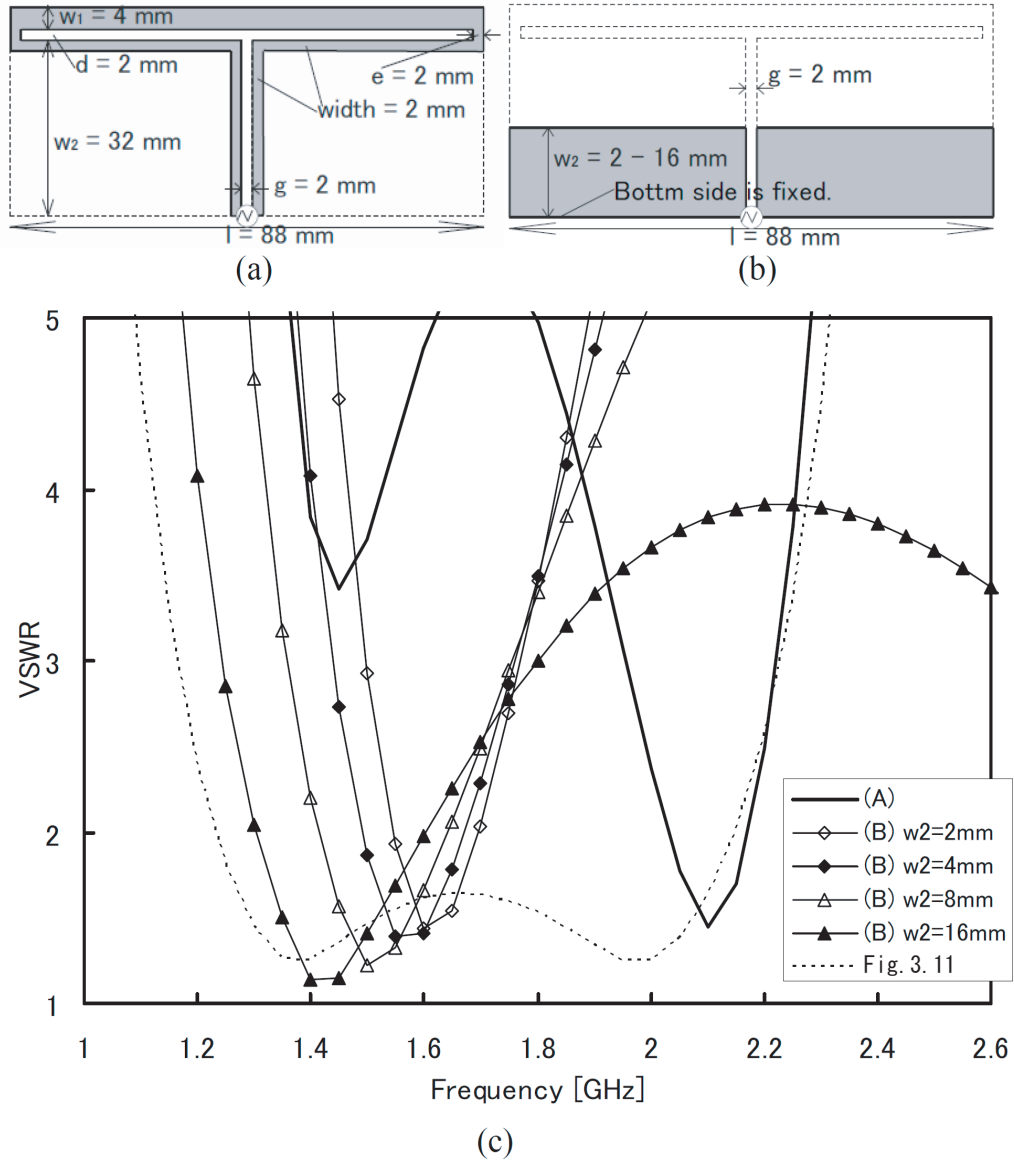 w1 = 4 mm
d = 2 mm
e = 2 mm
width = 2 mm
w2 = 32 mm
g = 2 mm
l = 88 mm
(a)
g = 2 mm
w2 = 2 - 16 mm
Bottm side is fixed.
l = 88 mm
(b)
5
4
3
2
1
VSWR
(A)
(B) w2=2mm
(B) w2=4mm
(B) w2=8mm
(B) w2=16mm
Fig.3.11
1 1.2 1.4 1.6 1.8 2 2.2 2.4 2.6
Frequency [GHz]
(c)